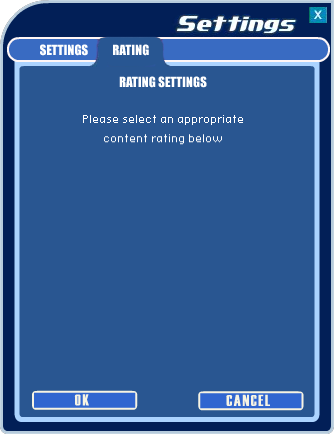 Settings X
SETTINGS RATING
RATING SETTINGS
Please select an appropriate
content rating below
OK CANCEL